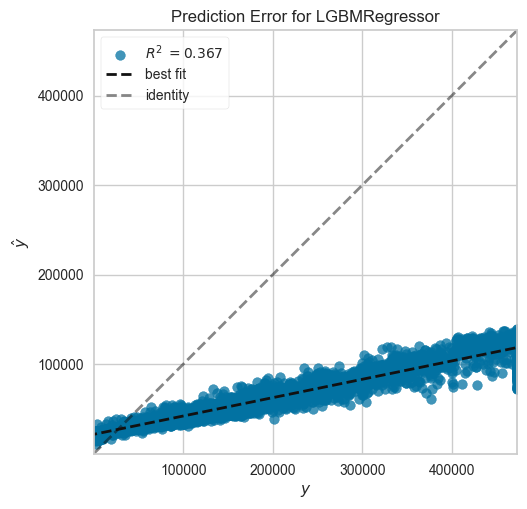 Prediction Error for LGBMRegressor
R² = 0.367
best fit
identity
400000
300000
200000
100000
ŷ
100000 200000 300000 400000
y